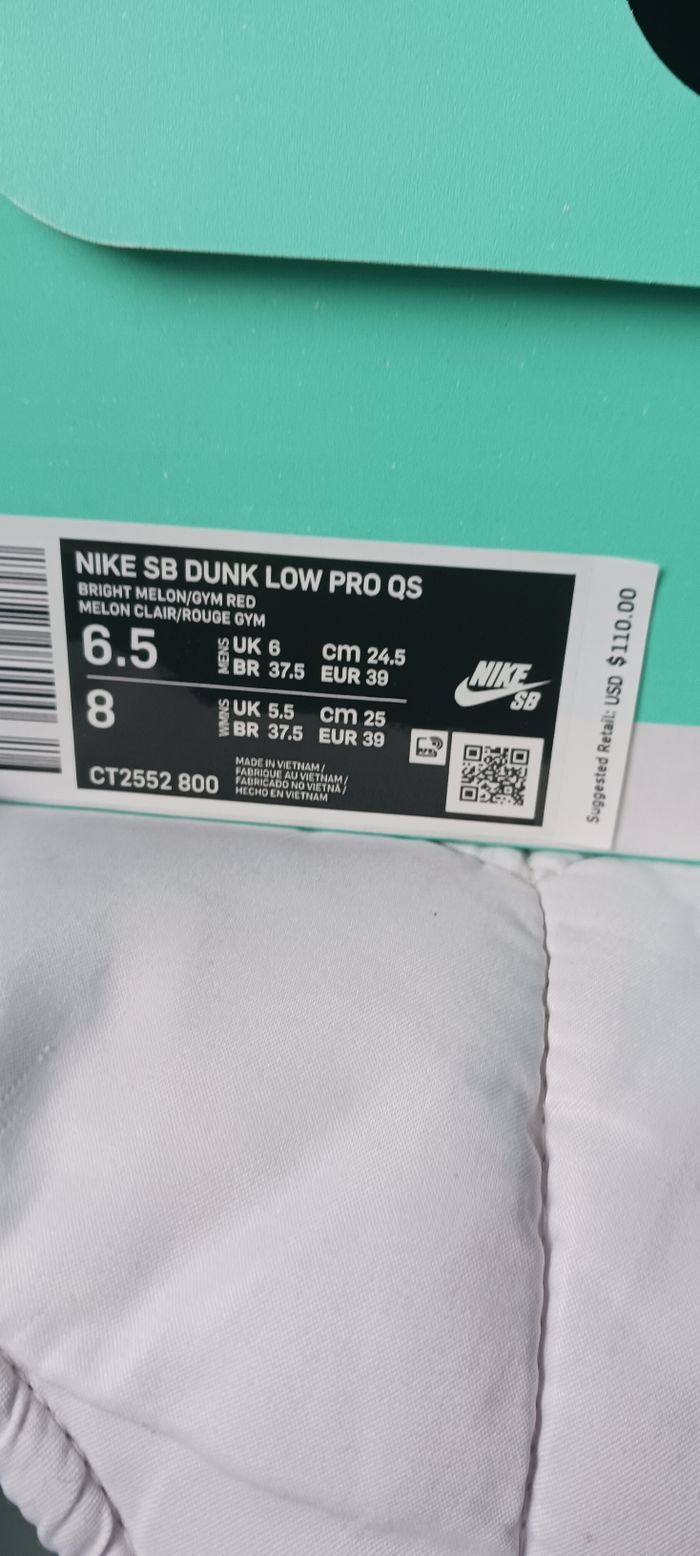 NIKE SB DUNK LOW PRO QS
BRIGHT MELON/GYM RED
MELON CLAIR/ROUGE GYM
6.5 MENS UK 6 cm 24.5
BR 37.5 EUR 39
8 WMNS UK 5.5 cm 25
BR 37.5 EUR 39
CT2552 800
MADE IN VIETNAM /
FABRIQUE AU VIETNAM /
FABRICADO NO VIETNÃ /
HECHO EN VIETNAM
NIKE
SB
Suggested Retail: USD $110.00